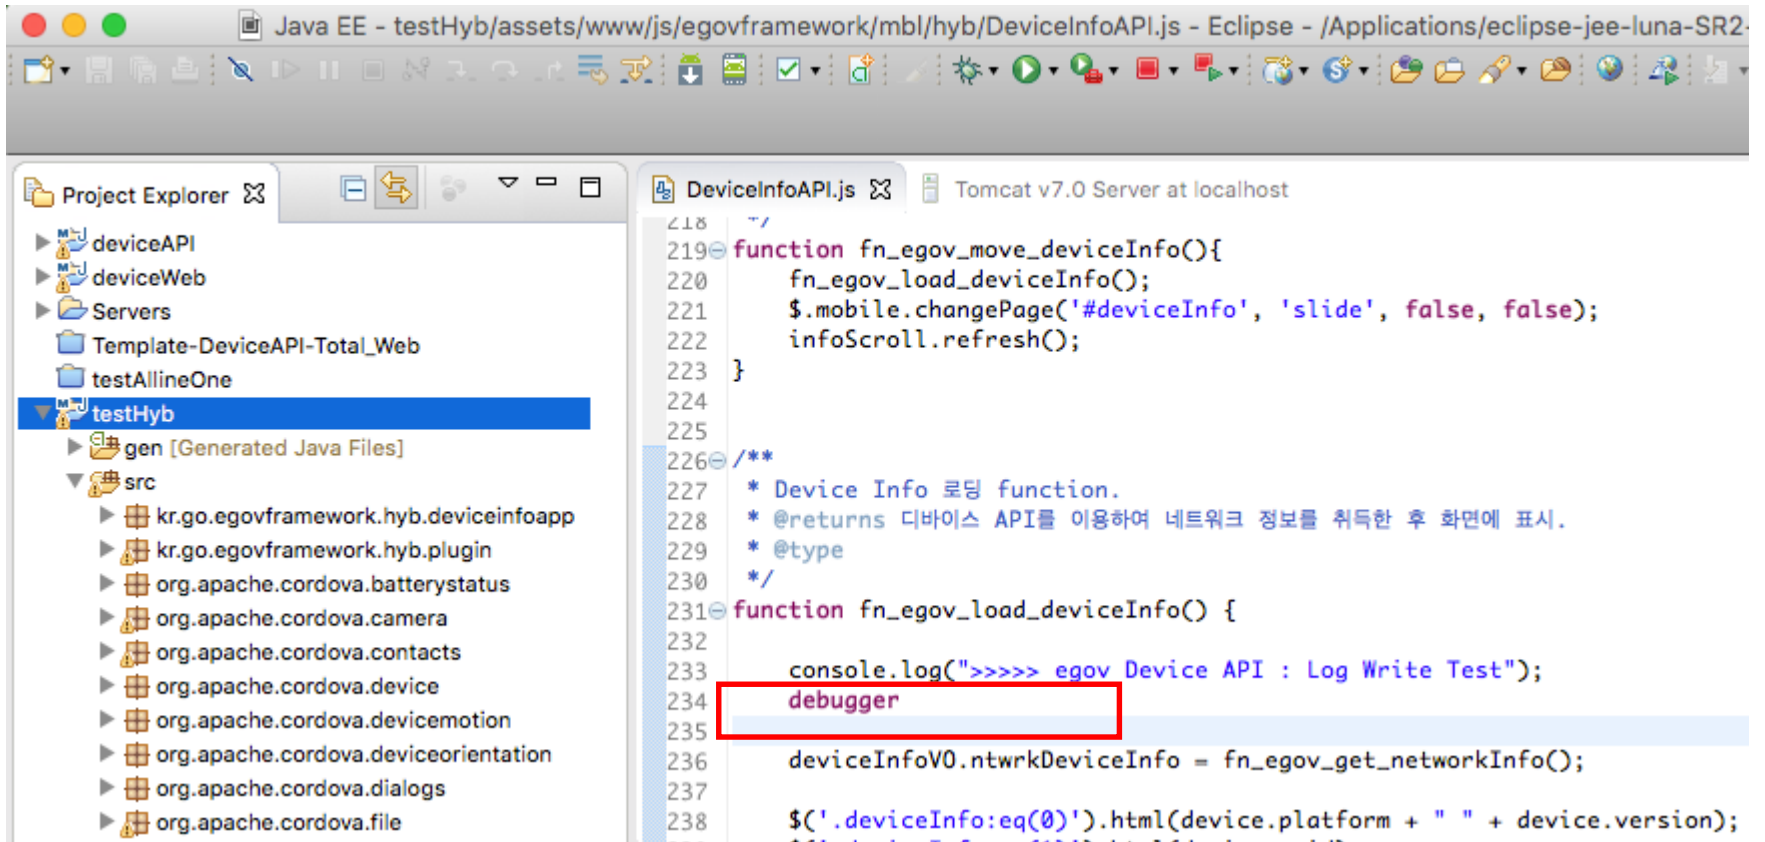 Java EE - testHyb/assets/www/js/egovframework/mbl/hyb/DeviceInfoAPI.js - Eclipse - /Applications/eclipse-jee-luna-SR2-
Project Explorer
deviceAPI
deviceWeb
Servers
Template-DeviceAPI-Total_Web
testAllineOne
testHyb
gen [Generated Java Files]
src
kr.go.egovframework.hyb.deviceinfoapp
kr.go.egovframework.hyb.plugin
org.apache.cordova.batterystatus
org.apache.cordova.camera
org.apache.cordova.contacts
org.apache.cordova.device
org.apache.cordova.devicemotion
org.apache.cordova.deviceorientation
org.apache.cordova.dialogs
org.apache.cordova.file
DeviceInfoAPI.js Tomcat v7.0 Server at localhost
218 */
219 function fn_egov_move_deviceInfo(){
220 fn_egov_load_deviceInfo();
221 $.mobile.changePage('#deviceInfo', 'slide', false, false);
222 infoScroll.refresh();
223 }
224
225
226 /**
227 * Device Info 로딩 function.
228 * @returns 디바이스 API를 이용하여 네트워크 정보를 취득한 후 화면에 표시.
229 * @type
230 */
231 function fn_egov_load_deviceInfo() {
232
233 console.log(">>>>> egov Device API : Log Write Test");
234 debugger
235
236 deviceInfoVO.ntwrkDeviceInfo = fn_egov_get_networkInfo();
237
238 $('.deviceInfo:eq(0)').html(device.platform + " " + device.version);